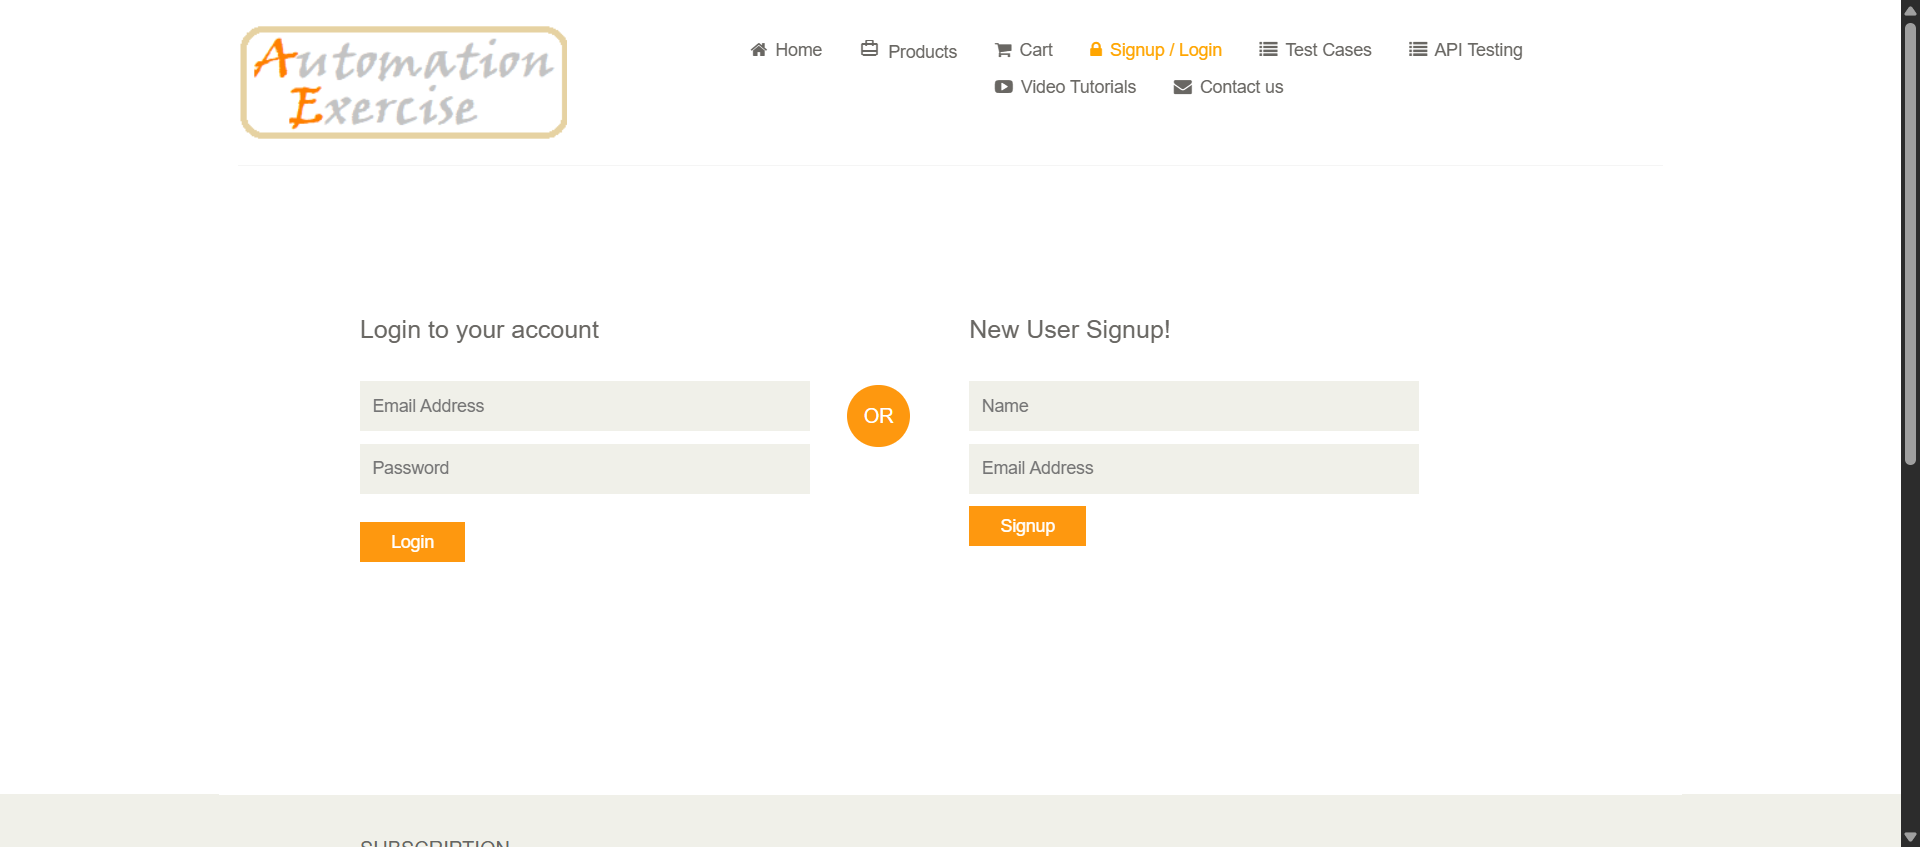 Automation
Exercise
Home Products Cart Signup / Login Test Cases API Testing
Video Tutorials Contact us
Login to your account
Email Address
Password
Login
OR
New User Signup!
Name
Email Address
Signup
SUBSCRIPTION